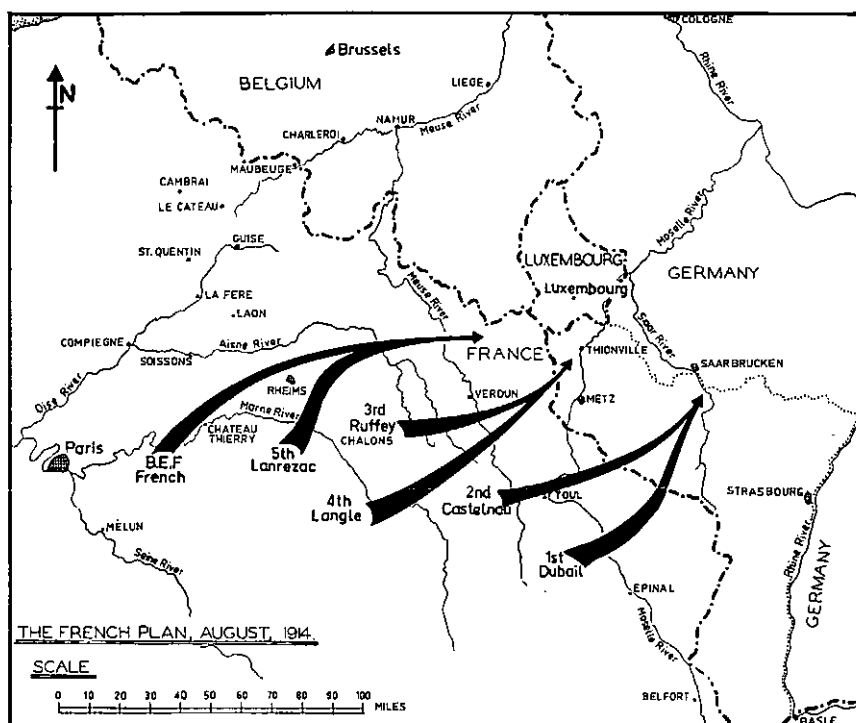 COLOGNE
Brussels
Rhine River
BELGIUM
LIEGE
N
NAMUR
Meuse River
CHARLEROI
MAUBEUGE
CAMBRAI
LE CATEAU
Moselle River
GUISE
ST. QUENTIN
LUXEMBOURG
GERMANY
Meuse River
Luxembourg
LA FERE
LAON
Saar River
COMPIEGNE
Aisne River
FRANCE
THIONVILLE
SOISSONS
SAARBRUCKEN
Oise River
RHEIMS
VERDUN
METZ
3rd
Ruffey
Marne River
CHATEAU
THIERRY
CHALONS
Paris
B.E.F
French
5th
Lanrezac
2nd
Castelnau
4th
Langle
TOUL
STRASBOURG
MELUN
1st
Dubail
Rhine River
Seine River
EPINAL
GERMANY
Moselle River
THE FRENCH PLAN, AUGUST, 1914.
SCALE
BELFORT
0 10 20 30 40 50 60 70 80 90 100
MILES
BASLE